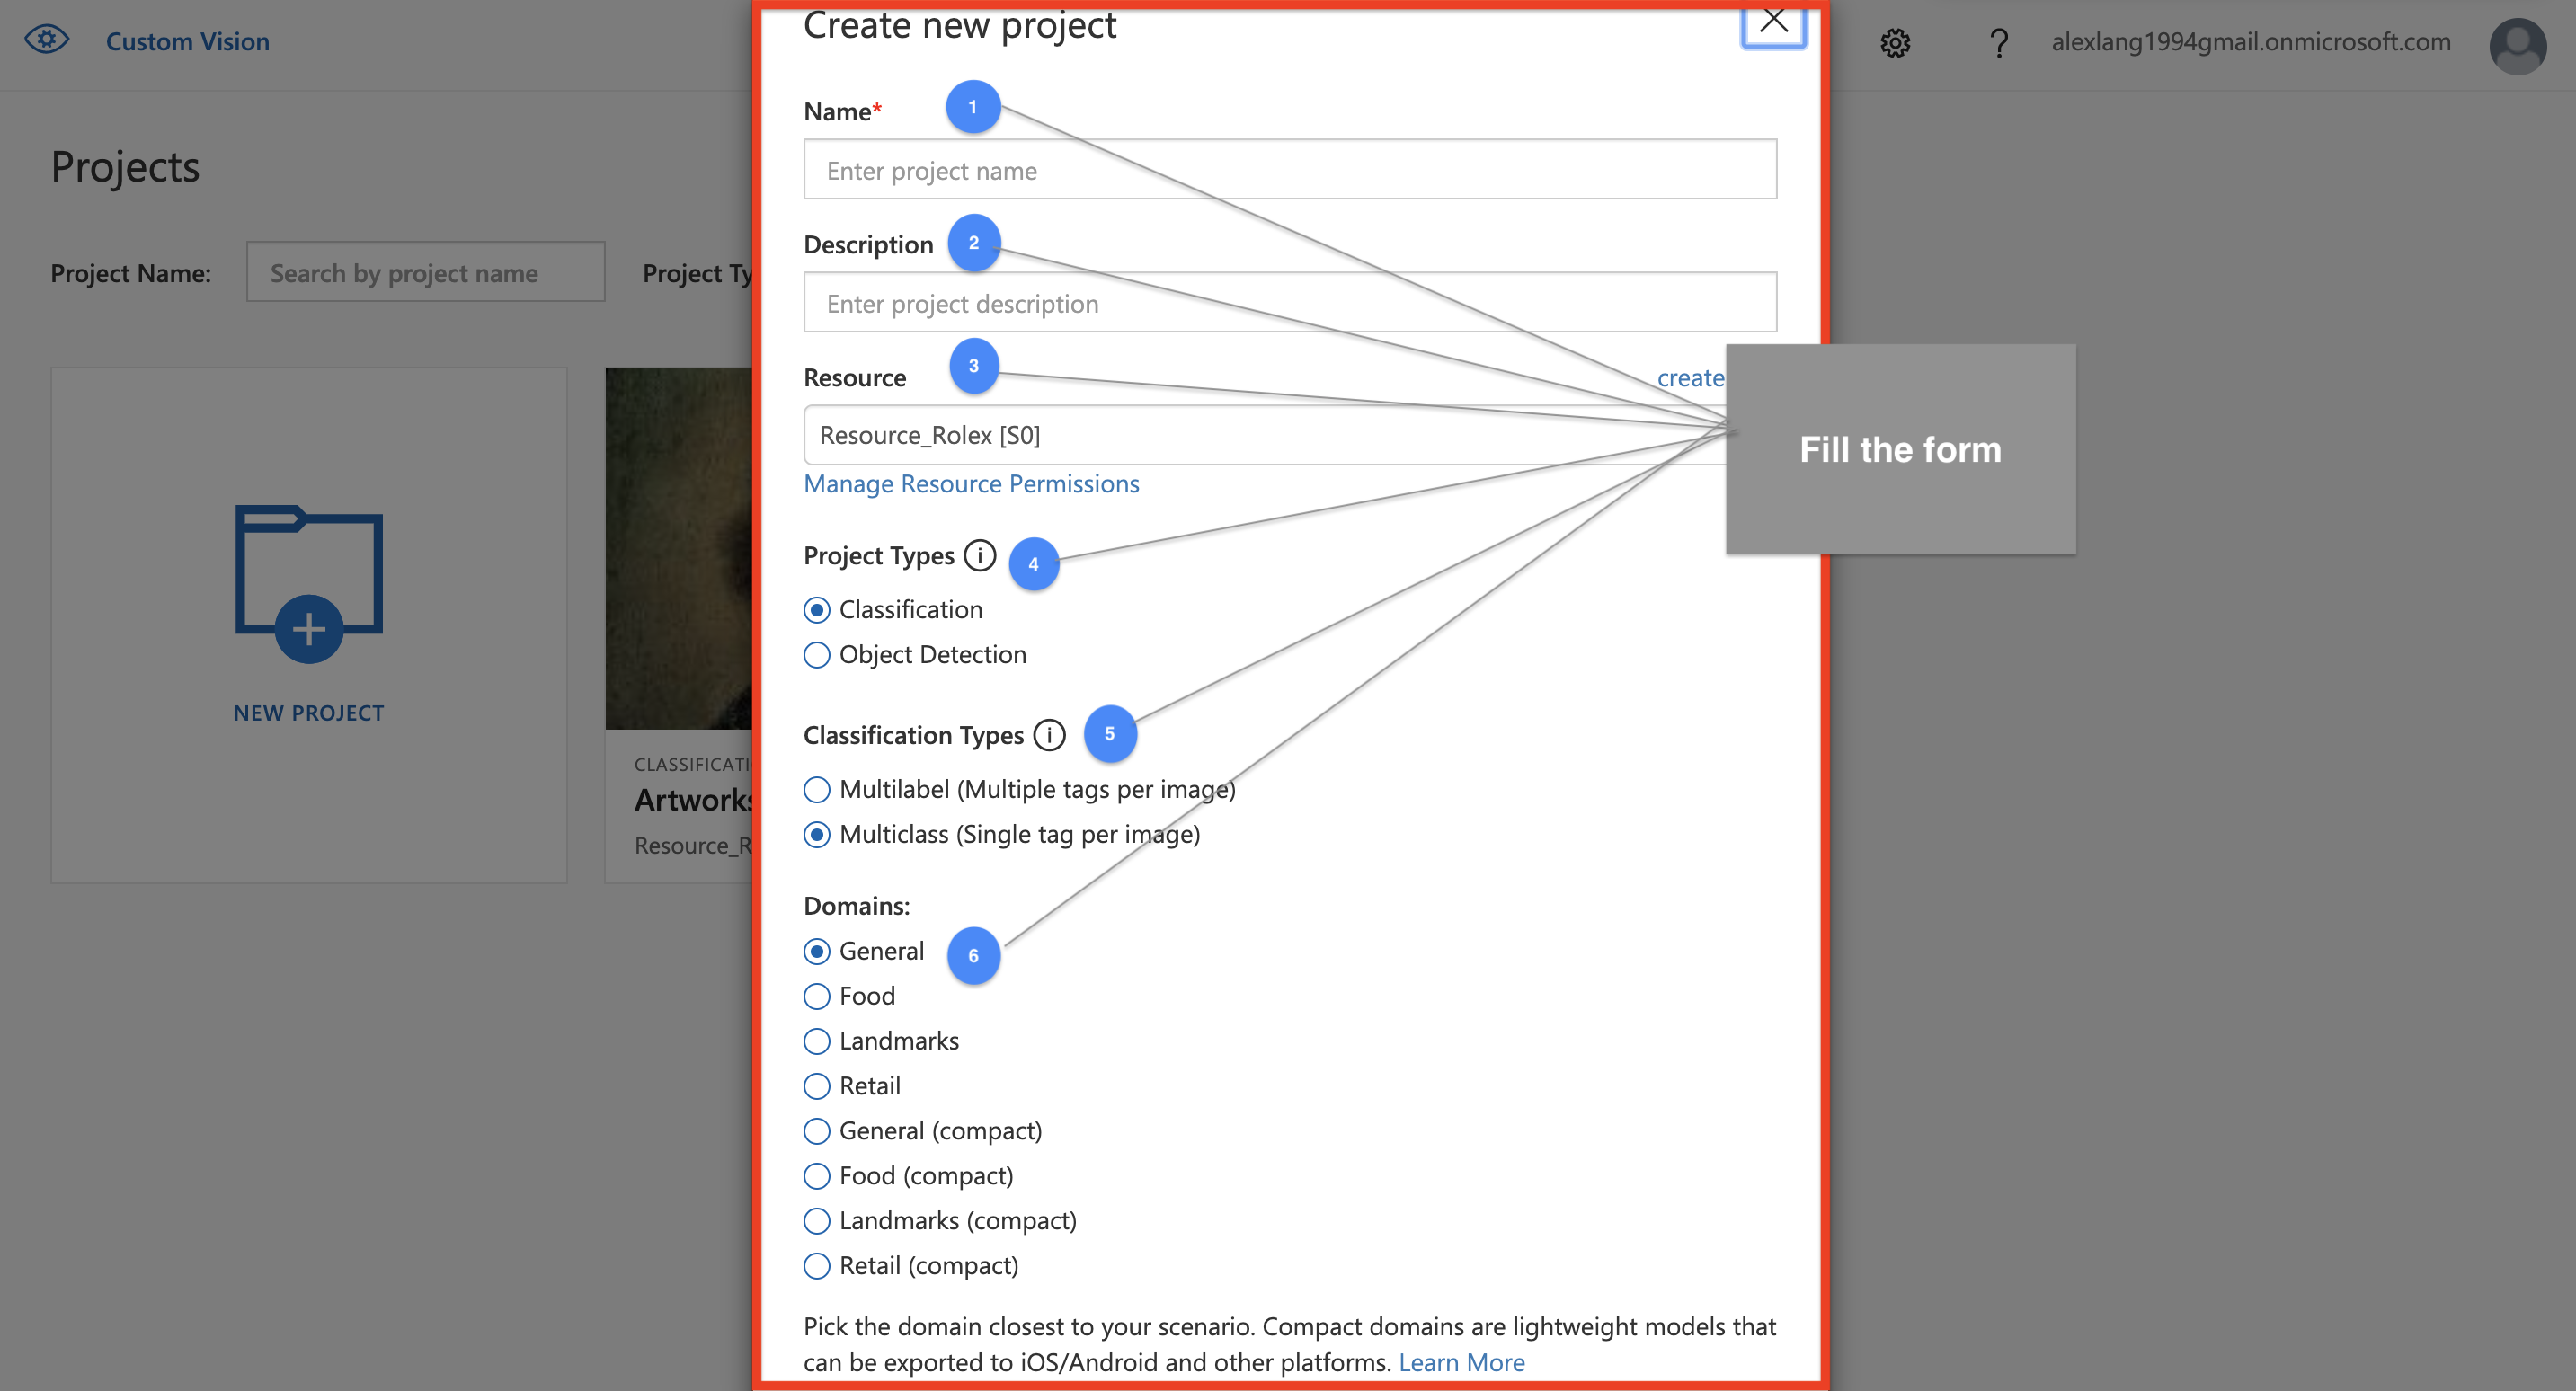 Custom Vision
alexlang1994gmail.onmicrosoft.com
Projects
Project Name:
Search by project name
Project Ty
NEW PROJECT
CLASSIFICATI
Artworks
Resource_R
Create new project
Name*
1
Enter project name
Description
2
Enter project description
Resource
3
create
Resource_Rolex [S0]
Manage Resource Permissions
Fill the form
Project Types i
4
Classification
Object Detection
Classification Types i
5
Multilabel (Multiple tags per image)
Multiclass (Single tag per image)
Domains:
General
6
Food
Landmarks
Retail
General (compact)
Food (compact)
Landmarks (compact)
Retail (compact)
Pick the domain closest to your scenario. Compact domains are lightweight models that
can be exported to iOS/Android and other platforms. Learn More